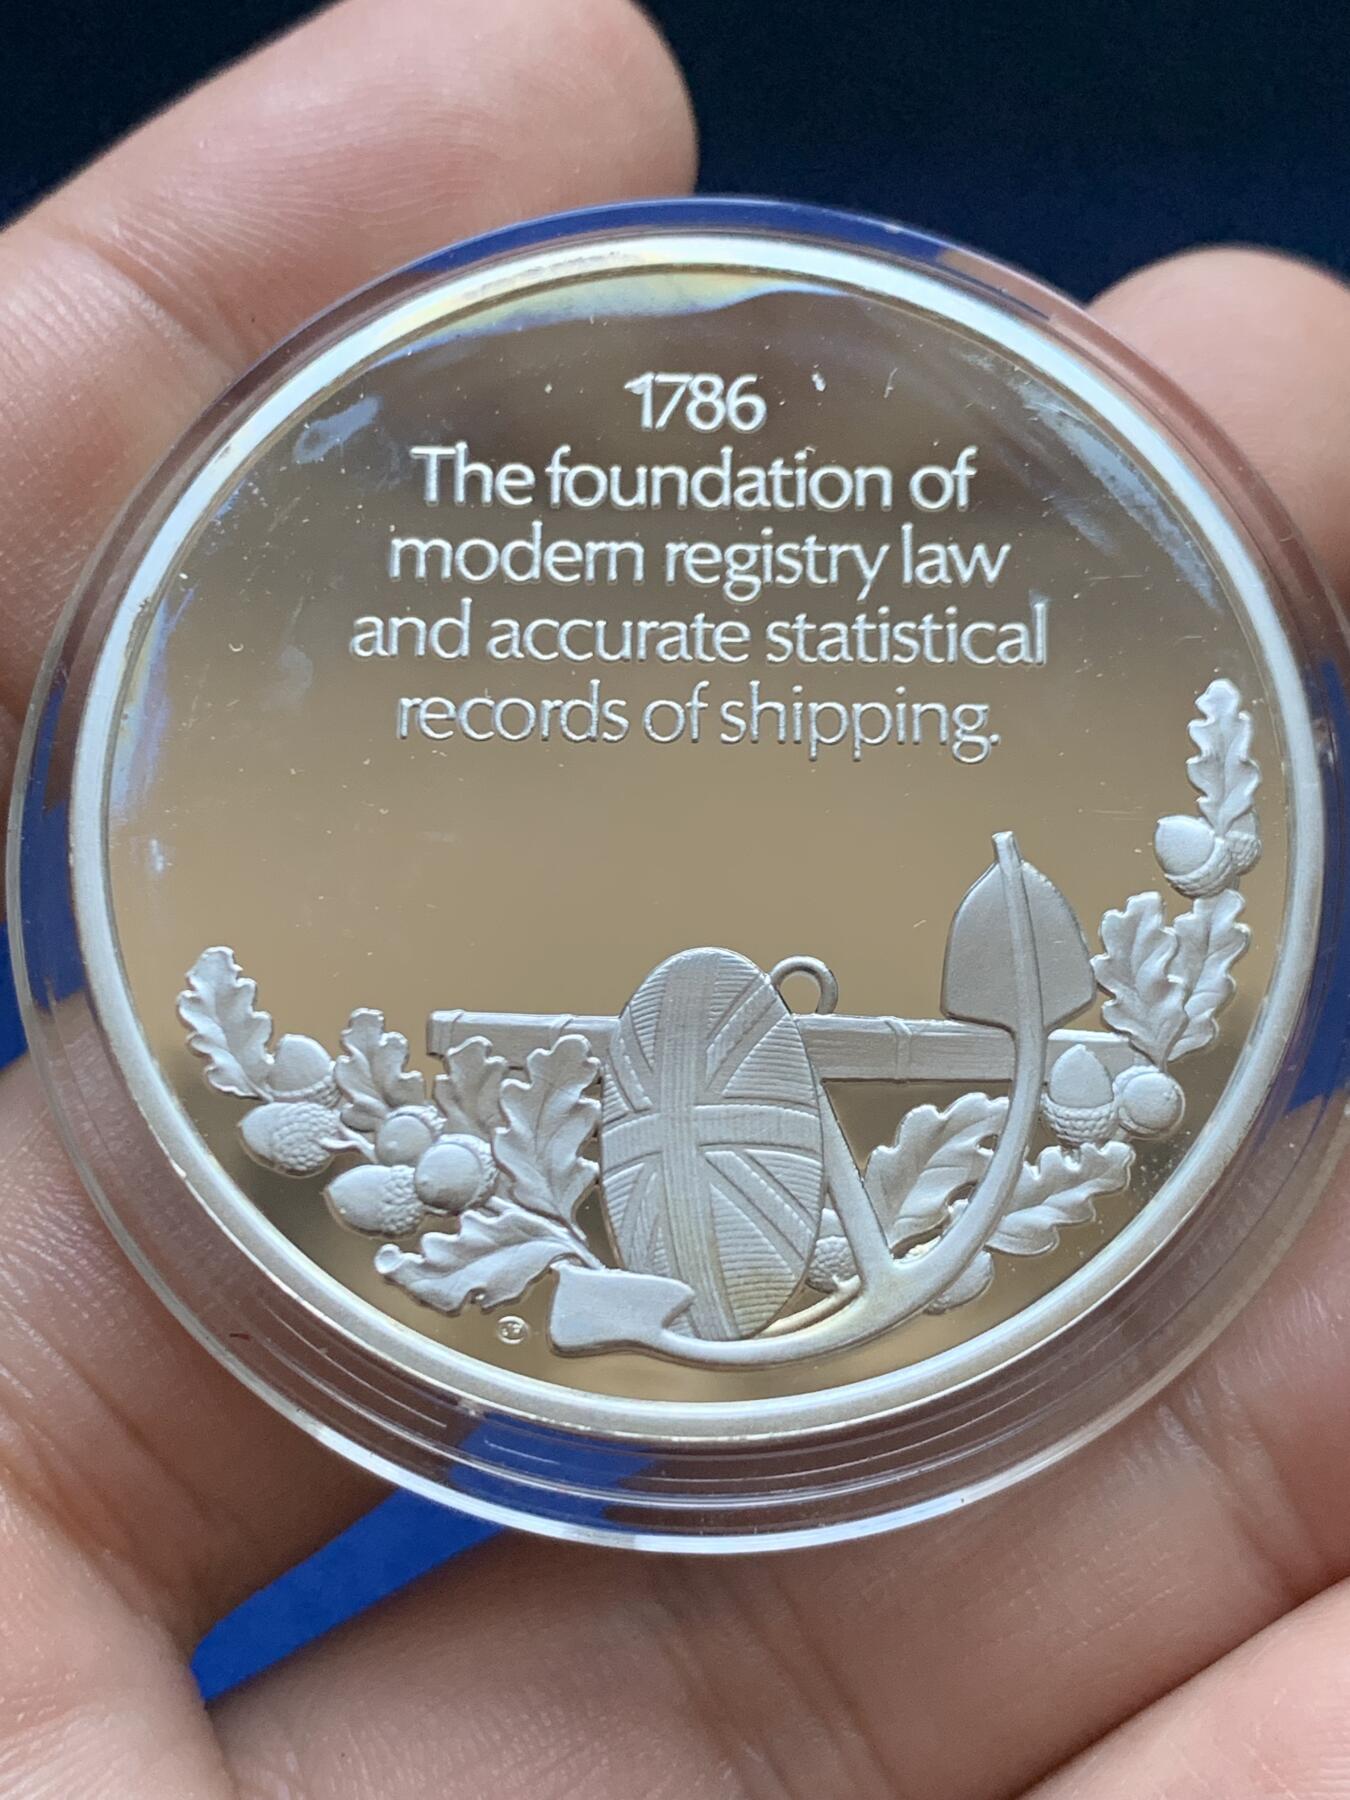 1786
The foundation of
modern registry law
and accurate statistical
records of shipping.